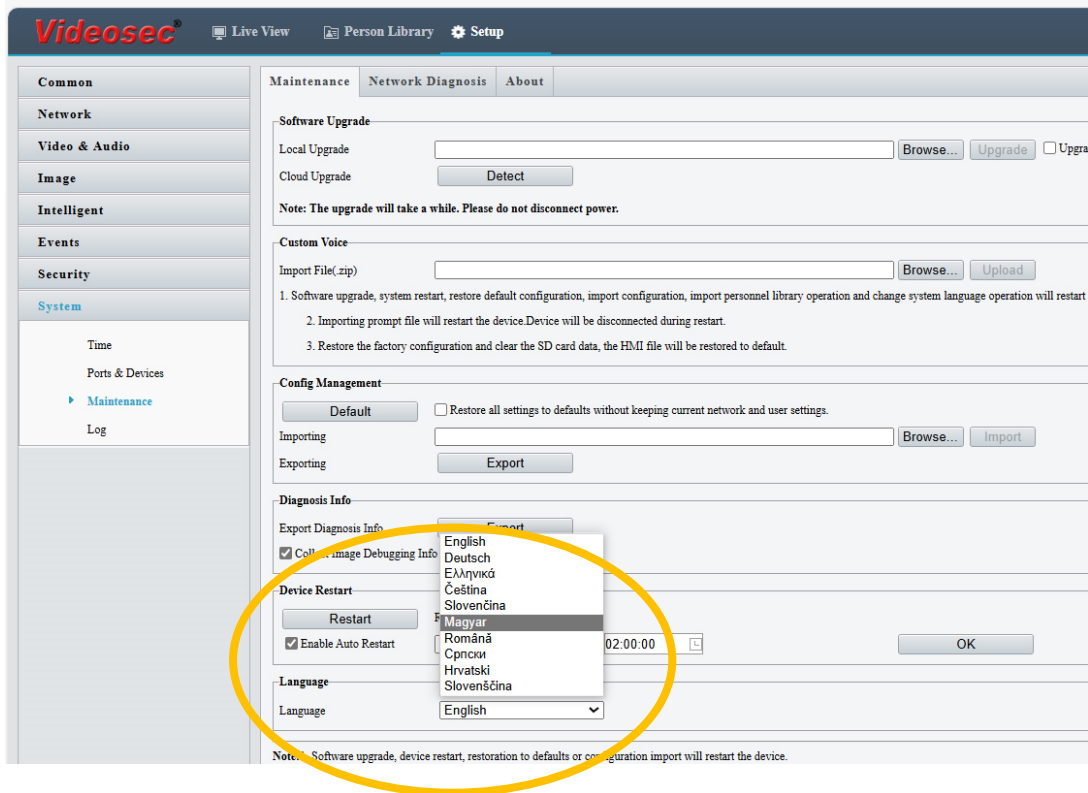 Videosec®
Live View Person Library Setup
Common
Network
Video & Audio
Image
Intelligent
Events
Security
System
Time
Ports & Devices
Maintenance
Log
Maintenance Network Diagnosis About
Software Upgrade
Local Upgrade Browse... Upgrade
Cloud Upgrade Detect
Note: The upgrade will take a while. Please do not disconnect power.
Custom Voice
Import File(.zip) Browse... Upload
1. Software upgrade, system restart, restore default configuration, import configuration, import personnel library operation and change system language operation will restart
2. Importing prompt file will restart the device.Device will be disconnected during restart.
3. Restore the factory configuration and clear the SD card data, the HMI file will be restored to default.
Config Management
Default Restore all settings to defaults without keeping current network and user settings.
Importing Browse... Import
Exporting Export
Diagnosis Info
Export Diagnosis Info Export
Image Debugging Info
English
Deutsch
Ελληνικά
Čeština
Slovenčina
Magyar
Română
Српски
Hrvatski
Slovenščina
Device Restart
Restart
Enable Auto Restart 02:00:00 OK
Language
Language English
Software upgrade, device restart, restoration to defaults or configuration import will restart the device.